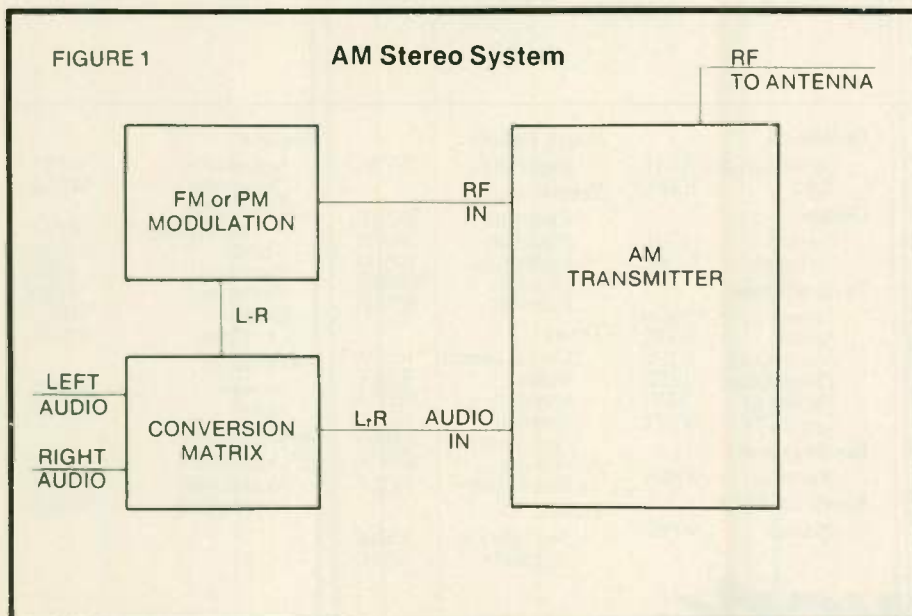 FIGURE 1
AM Stereo System
RF
TO ANTENNA
FM or PM
MODULATION
RF
IN
AM
TRANSMITTER
L-R
LEFT
AUDIO
CONVERSION
MATRIX
L+R
AUDIO
IN
RIGHT
AUDIO